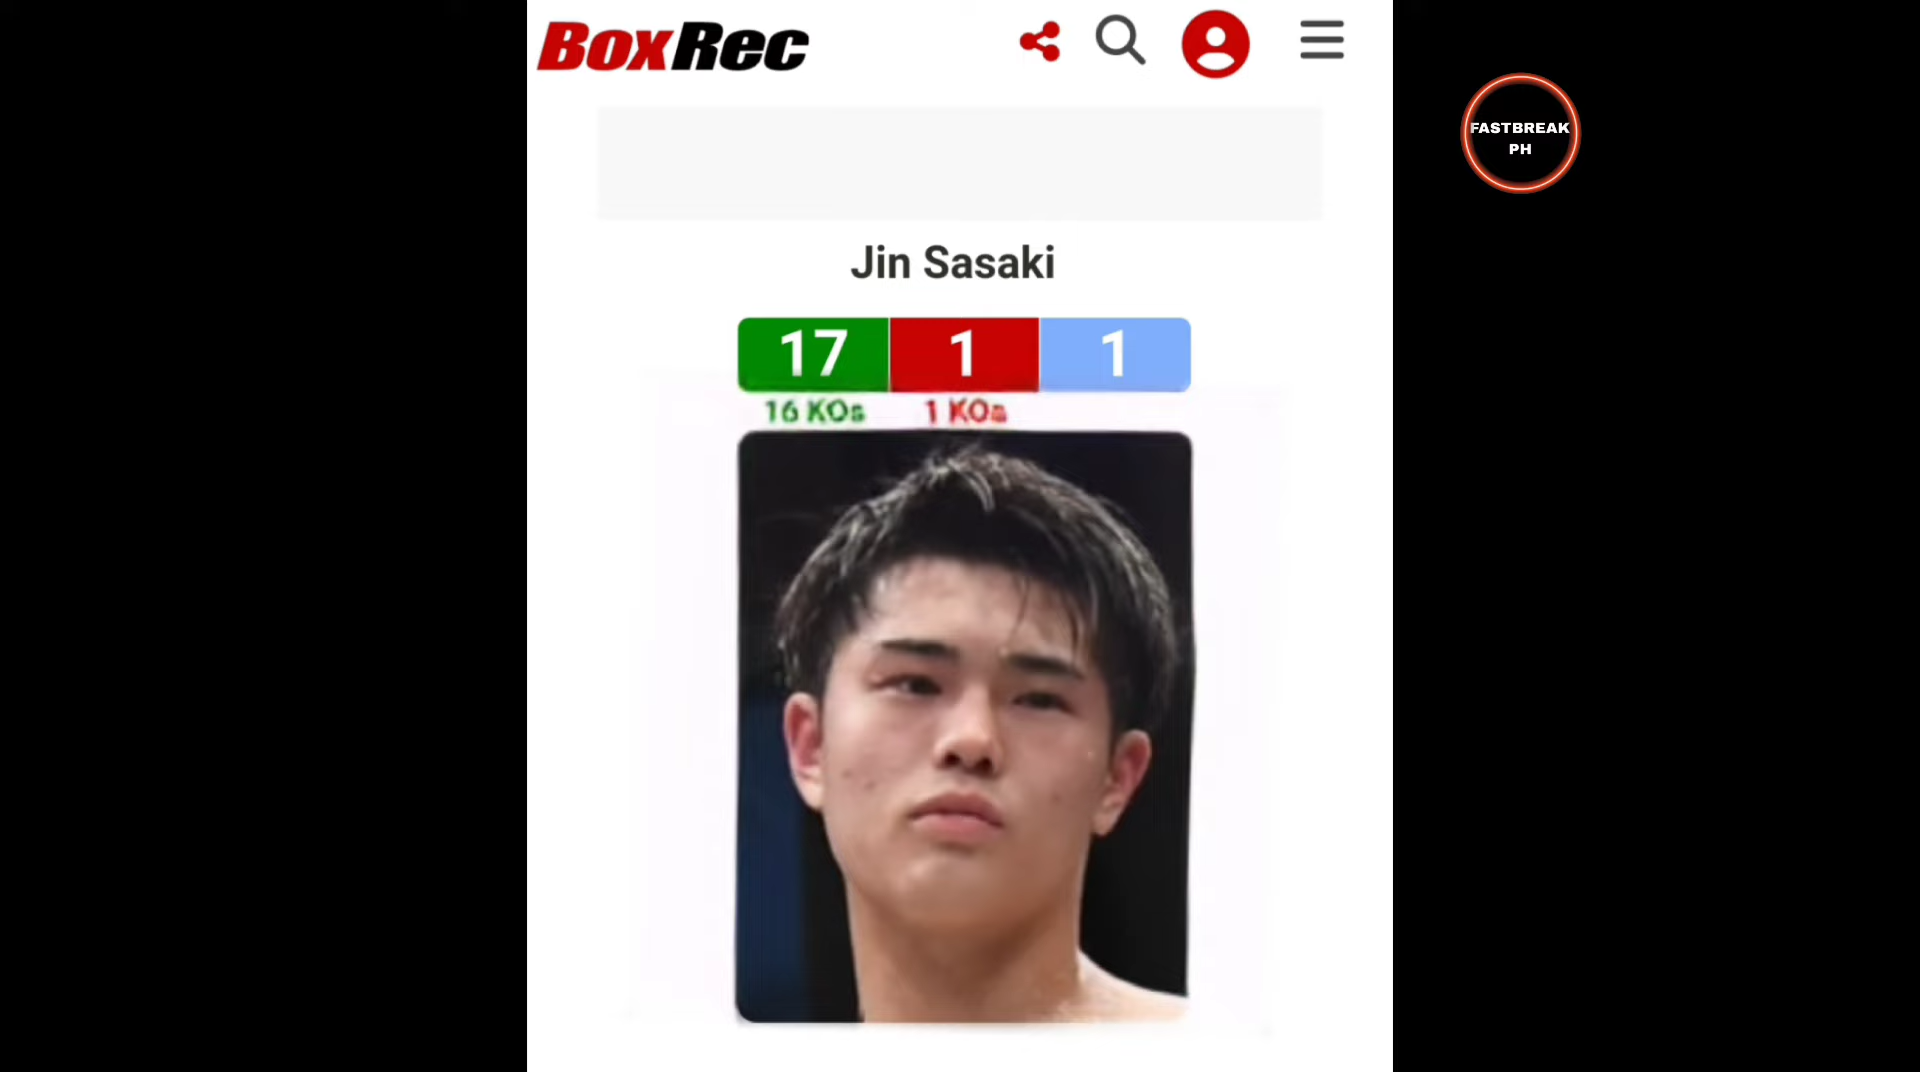 BoxRec
FASTBREAK
PH
Jin Sasaki
17 1 1
16 KOs 1 KOs